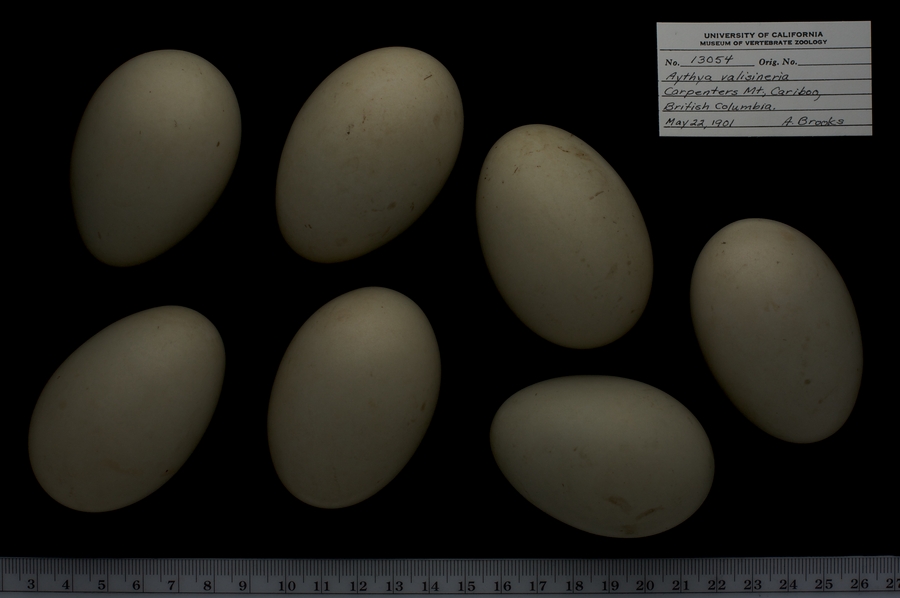 UNIVERSITY OF CALIFORNIA
MUSEUM OF VERTEBRATE ZOOLOGY
No. 13054 Orig. No.
Aythya valisineria
Carpenters Mt, Cariboo,
British Columbia.
May 22, 1901 A. Brooks
3 4 5 6 7 8 9 10 11 12 13 14 15 16 17 18 19 20 21 22 23 24 25 26 27